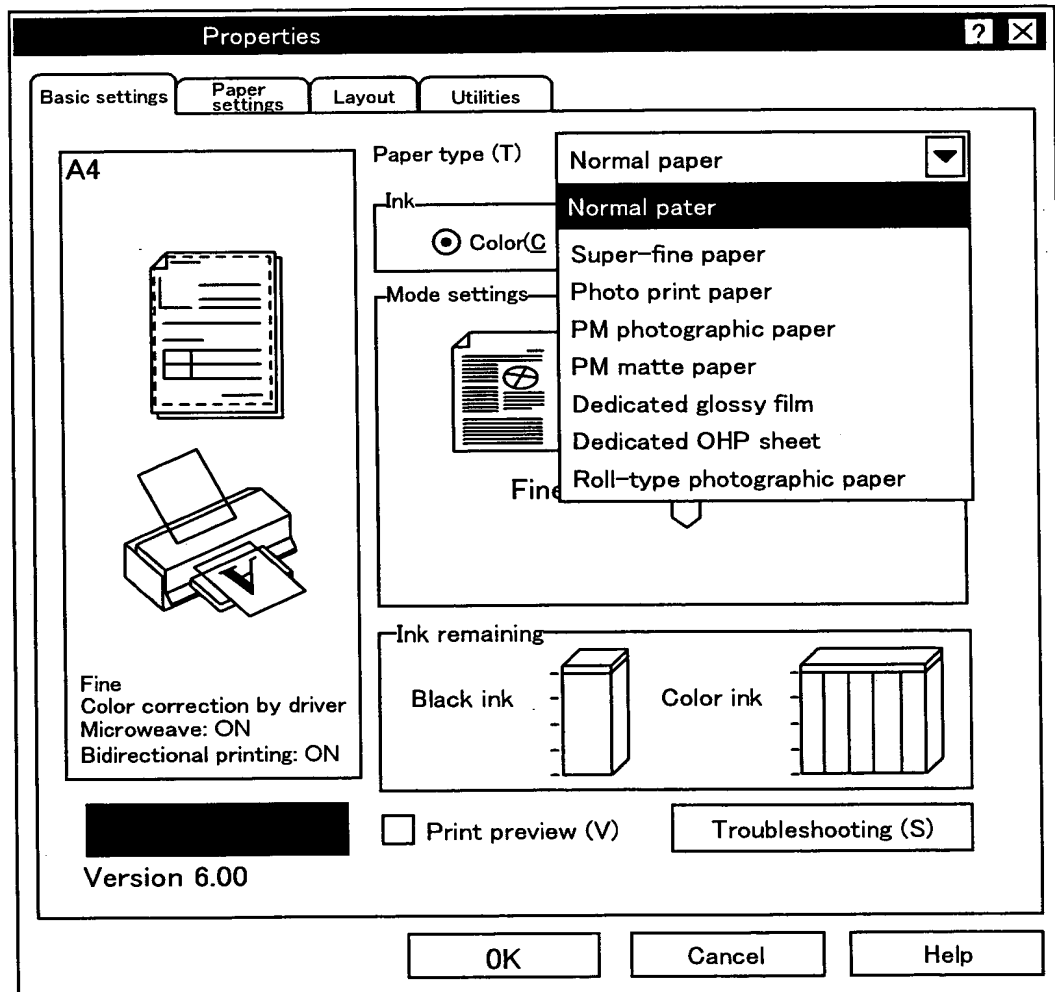 Properties ?
Basic settings
Paper settings
Layout
Utilities
A4
Paper type (T)
Normal paper
Normal pater
Super-fine paper
Photo print paper
PM photographic paper
PM matte paper
Dedicated glossy film
Dedicated OHP sheet
Roll-type photographic paper
Ink
Color(C
Mode settings
Fine
Ink remaining
Black ink
Color ink
Fine
Color correction by driver
Microweave: ON
Bidirectional printing: ON
Print preview (V)
Troubleshooting (S)
Version 6.00
OK
Cancel
Help